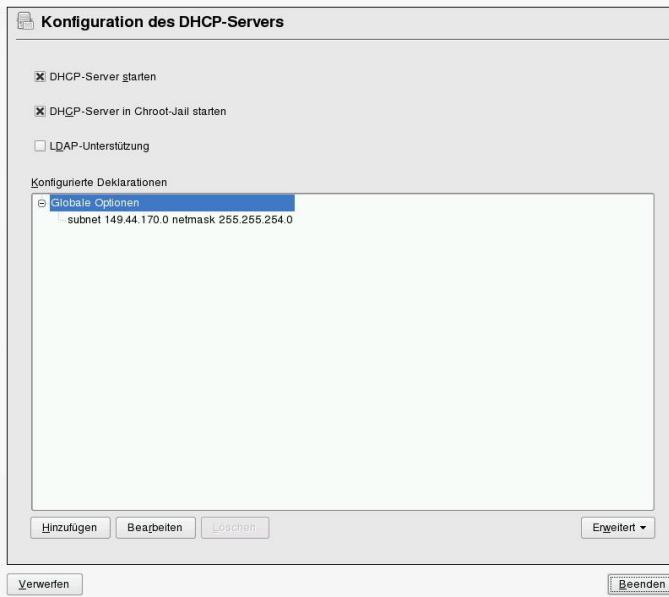 Konfiguration des DHCP-Servers
DHCP-Server starten
DHCP-Server in Chroot-Jail starten
LDAP-Unterstützung
Konfigurierte Deklarationen
Globale Optionen
subnet 149.44.170.0 netmask 255.255.254.0
Hinzufügen Bearbeiten Löschen Erweitert
Verwerfen Beenden